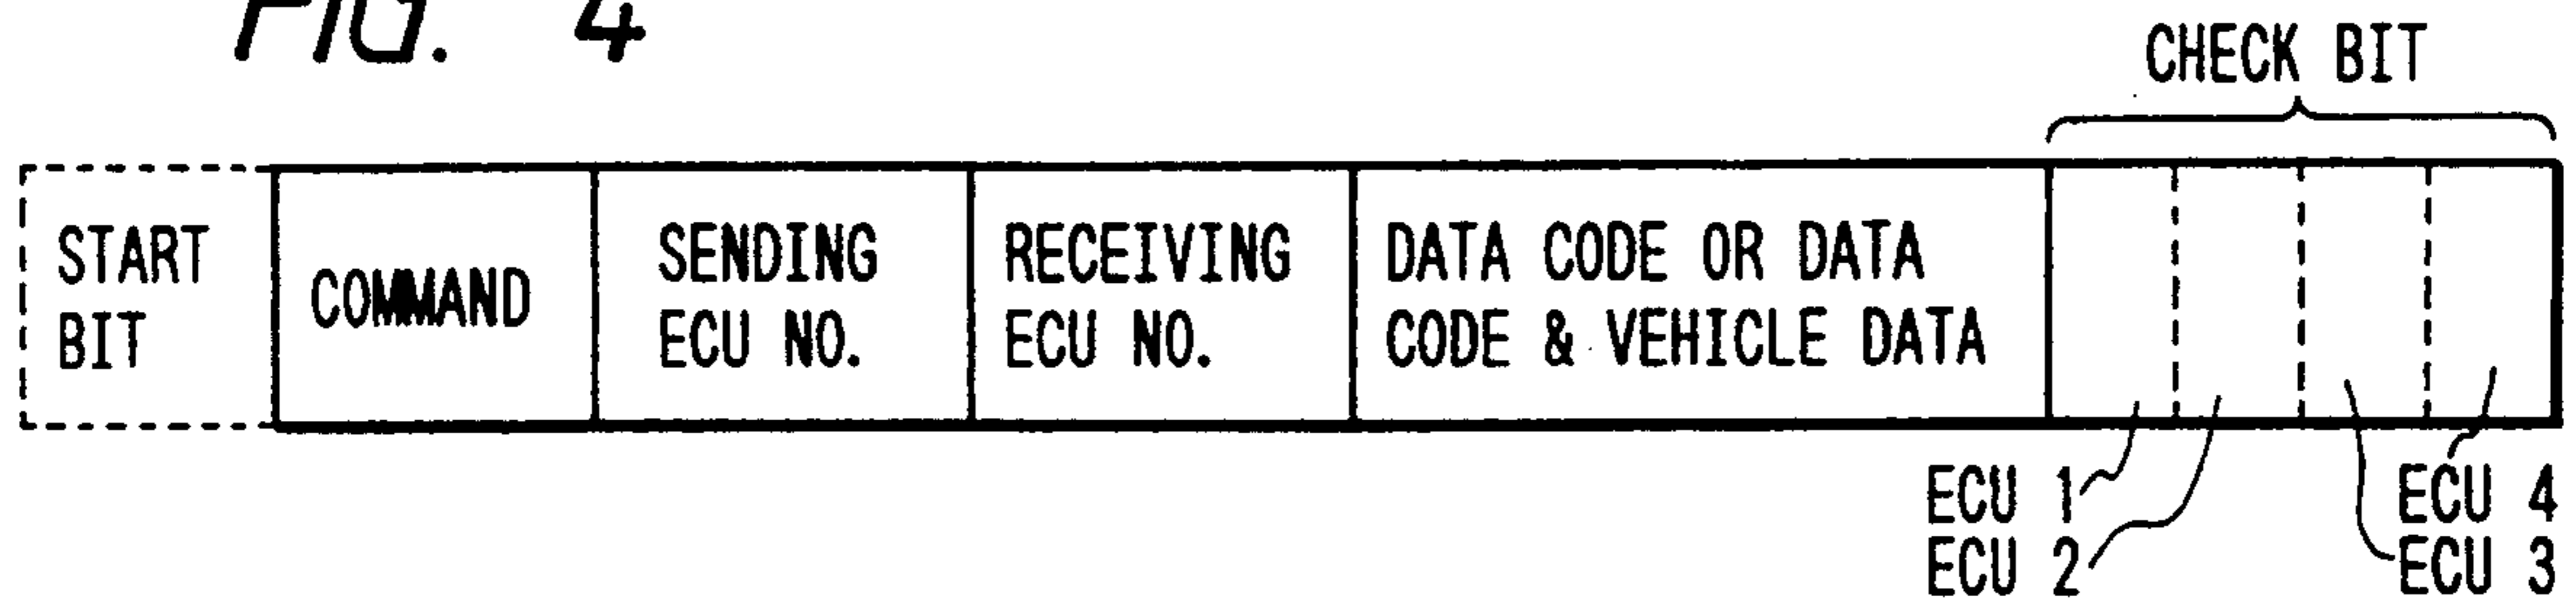 FIG. 4
CHECK BIT
START
BIT
COMMAND
SENDING
ECU NO.
RECEIVING
ECU NO.
DATA CODE OR DATA
CODE & VEHICLE DATA
ECU 1
ECU 2
ECU 4
ECU 3